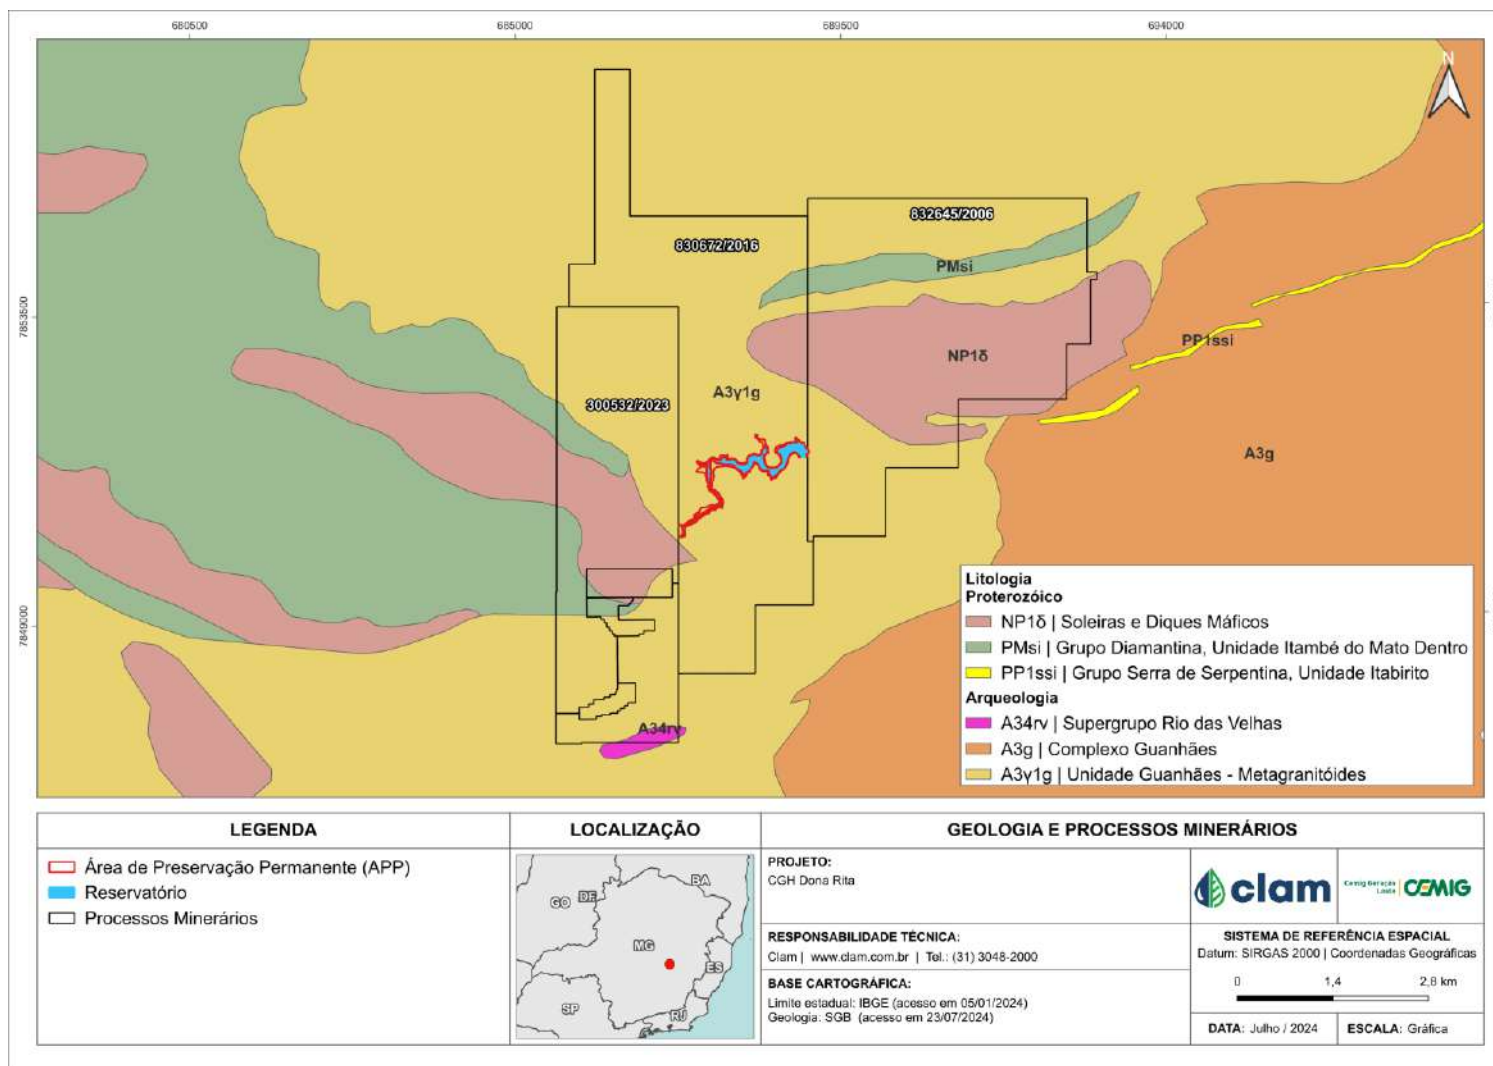 680500
685000
689500
694000
N
832645/2006
830672/2016
PMsi
7853500
PP1ssi
NP1δ
A3γ1g
300532/2023
A3g
7849000
A34rv
Litologia
Proterozóico
NP1δ | Soleiras e Diques Máficos
PMsi | Grupo Diamantina, Unidade Itambé do Mato Dentro
PP1ssi | Grupo Serra de Serpentina, Unidade Itabirito
Arqueologia
A34rv | Supergrupo Rio das Velhas
A3g | Complexo Guanhães
A3γ1g | Unidade Guanhães - Metagranitóides
LEGENDA
Área de Preservação Permanente (APP)
Reservatório
Processos Minerários
LOCALIZAÇÃO
BA
GO
DF
MG
ES
SP
RJ
GEOLOGIA E PROCESSOS MINERÁRIOS
PROJETO:
CGH Dona Rita
RESPONSABILIDADE TÉCNICA:
Clam | www.clam.com.br | Tel.: (31) 3048-2000
BASE CARTOGRÁFICA:
Limite estadual: IBGE (acesso em 05/01/2024)
Geologia: SGB (acesso em 23/07/2024)
clam
Cemig Geração
Leste
CEMIG
SISTEMA DE REFERÊNCIA ESPACIAL
Datum: SIRGAS 2000 | Coordenadas Geográficas
0 1,4 2,8 km
DATA: Julho / 2024
ESCALA: Gráfica